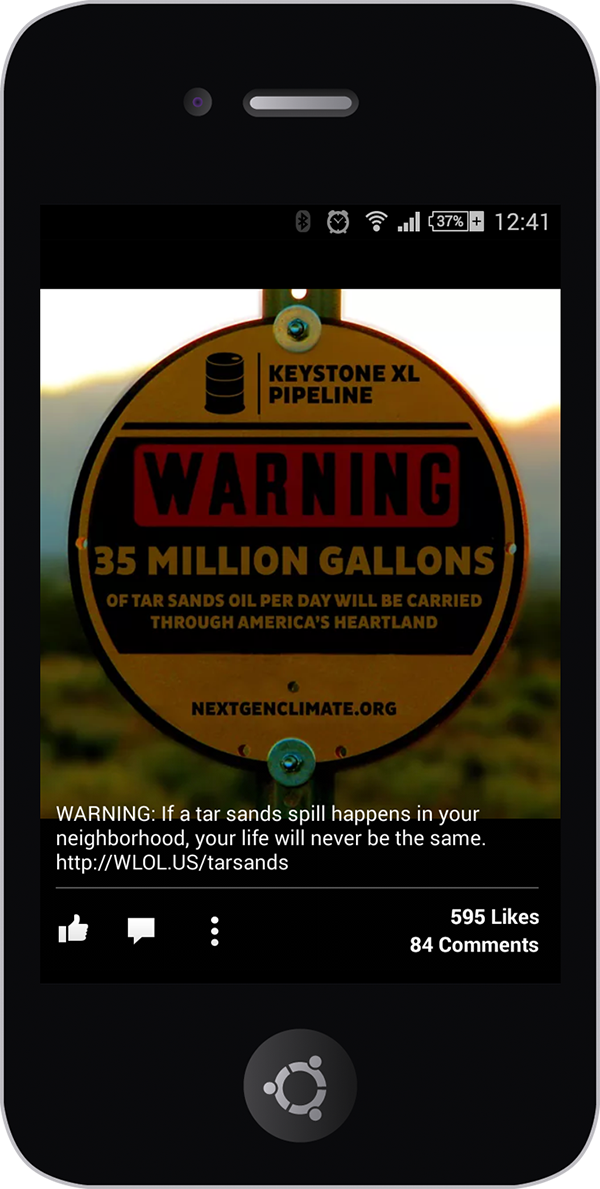 37%
12:41
KEYSTONE XL
PIPELINE
WARNING
35 MILLION GALLONS
OF TAR SANDS OIL PER DAY WILL BE CARRIED
THROUGH AMERICA'S HEARTLAND
NEXTGENCLIMATE.ORG
WARNING: If a tar sands spill happens in your
neighborhood, your life will never be the same.
http://WLOL.US/tarsands
595 Likes
84 Comments